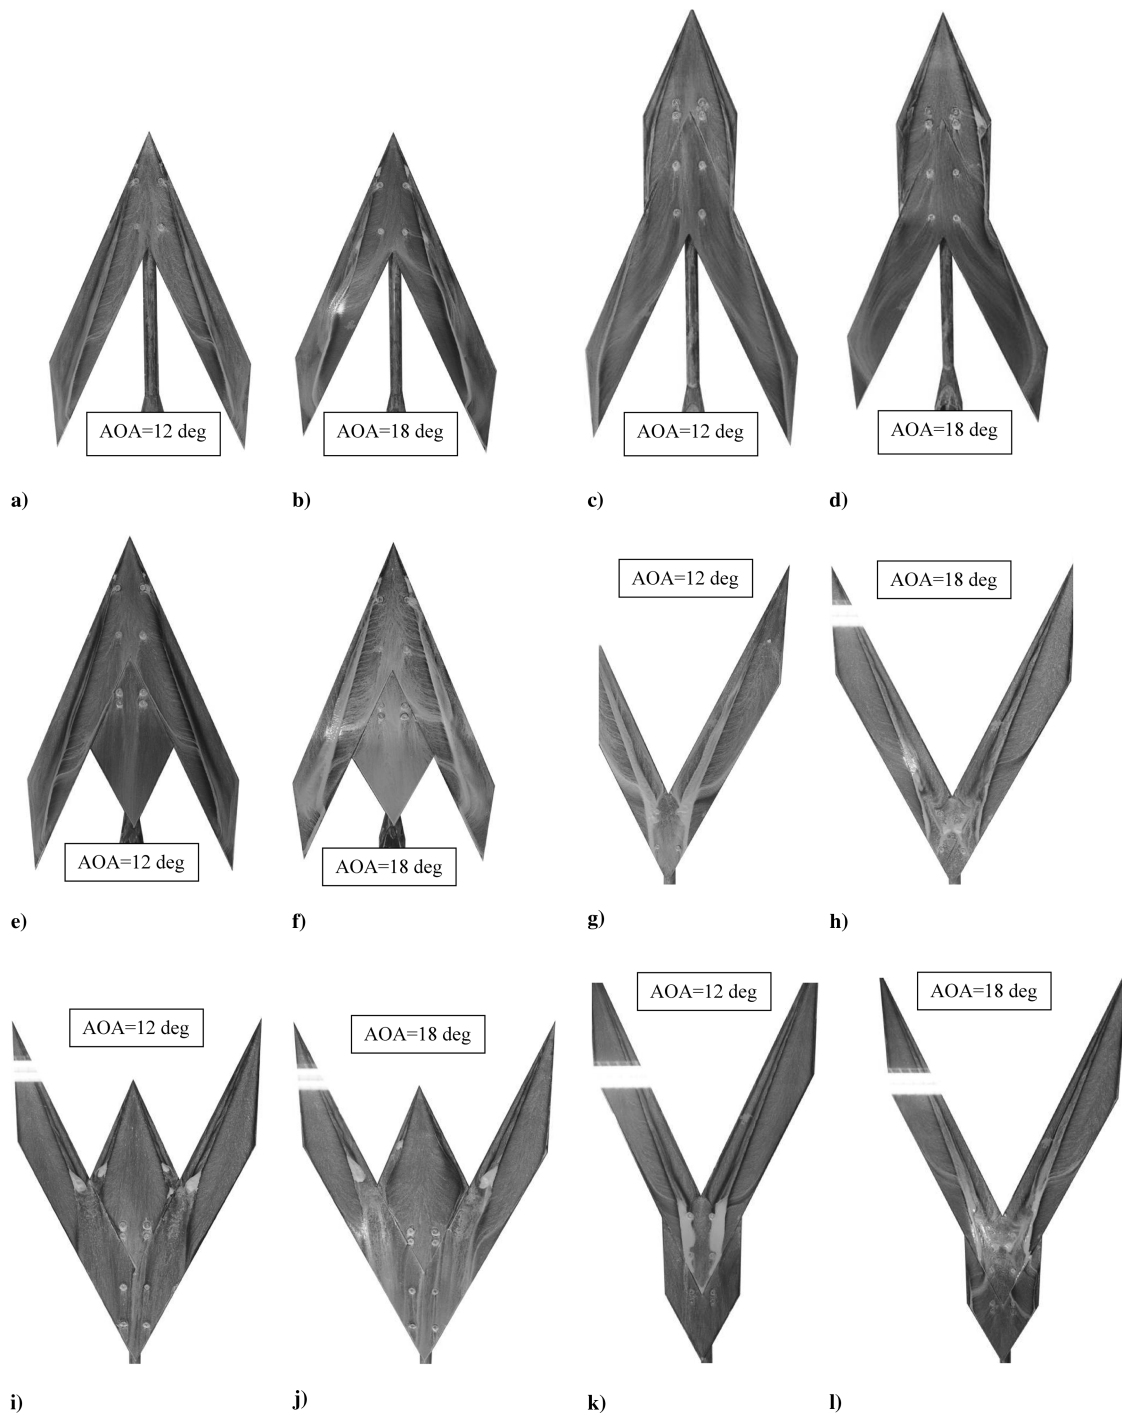 AOA=12 deg
AOA=18 deg
AOA=12 deg
AOA=18 deg
a)
b)
c)
d)
AOA=12 deg
AOA=18 deg
AOA=12 deg
AOA=18 deg
e)
f)
g)
h)
AOA=12 deg
AOA=18 deg
AOA=12 deg
AOA=18 deg
i)
j)
k)
l)